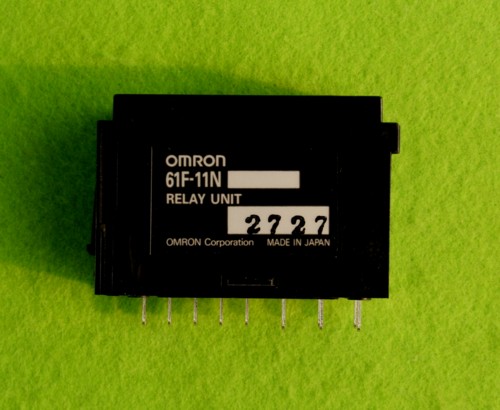 OMRON
61F-11N
RELAY UNIT
2727
OMRON Corporation MADE IN JAPAN